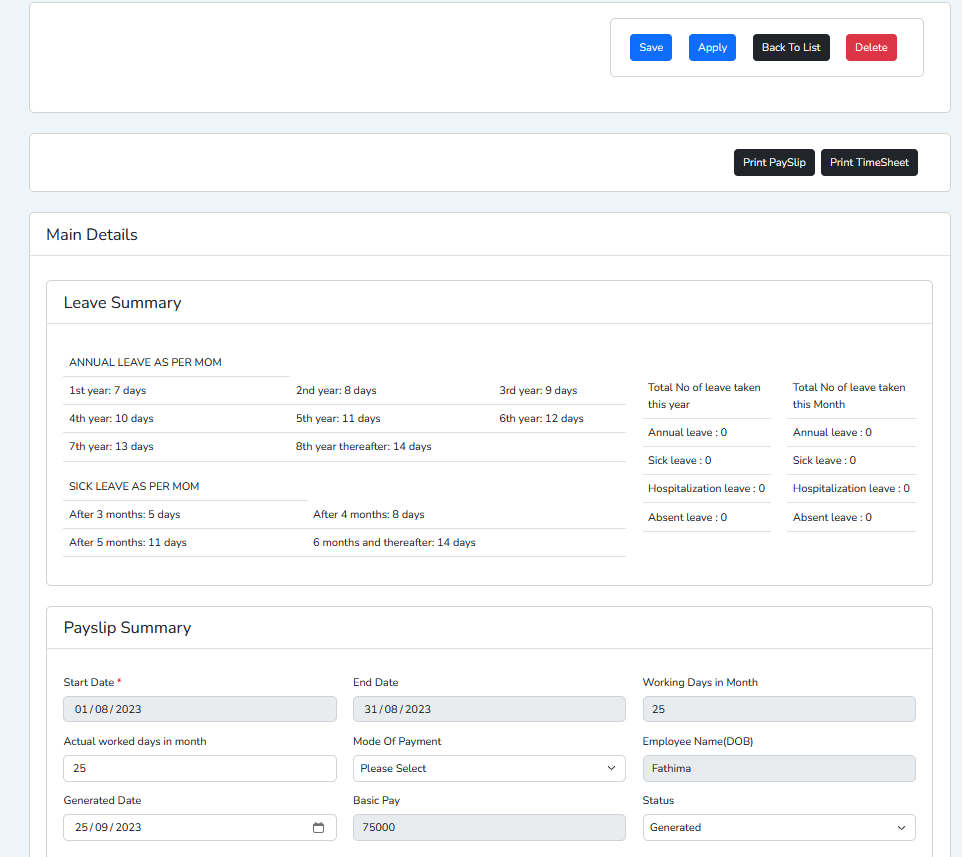 Save Apply Back To List Delete
Print PaySlip Print TimeSheet
Main Details
Leave Summary
ANNUAL LEAVE AS PER MOM
1st year: 7 days 2nd year: 8 days 3rd year: 9 days
4th year: 10 days 5th year: 11 days 6th year: 12 days
7th year: 13 days 8th year thereafter: 14 days
SICK LEAVE AS PER MOM
After 3 months: 5 days After 4 months: 8 days
After 5 months: 11 days 6 months and thereafter: 14 days
Total No of leave taken
this year
Annual leave : 0
Sick leave : 0
Hospitalization leave : 0
Absent leave : 0
Total No of leave taken
this Month
Annual leave : 0
Sick leave : 0
Hospitalization leave : 0
Absent leave : 0
Payslip Summary
Start Date * End Date Working Days in Month
01/08/2023 31/08/2023 25
Actual worked days in month Mode Of Payment Employee Name(DOB)
25 Please Select Fathima
Generated Date Basic Pay Status
25/09/2023 75000 Generated